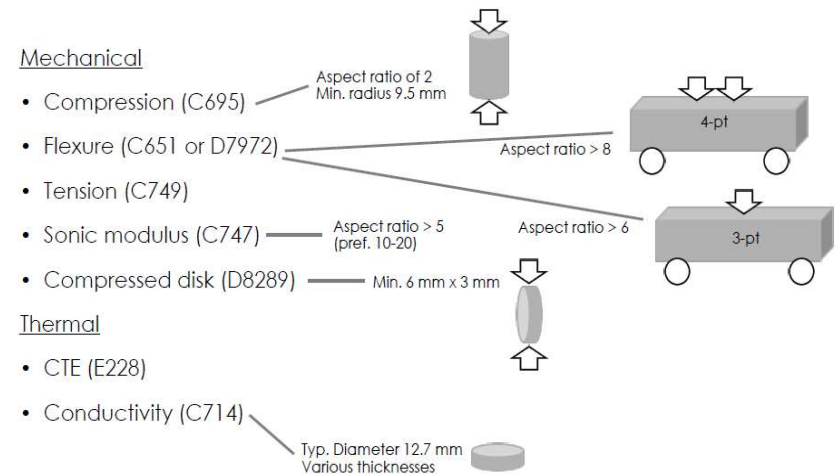 Mechanical
• Compression (C695)
Aspect ratio of 2
Min. radius 9.5 mm
• Flexure (C651 or D7972)
Aspect ratio > 8
4-pt
• Tension (C749)
• Sonic modulus (C747)
Aspect ratio > 5
(pref. 10-20)
Aspect ratio > 6
3-pt
• Compressed disk (D8289)
Min. 6 mm x 3 mm
Thermal
• CTE (E228)
• Conductivity (C714)
Typ. Diameter 12.7 mm
Various thicknesses